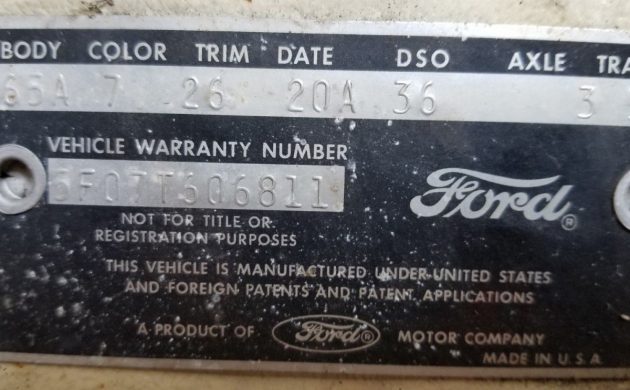 BODY COLOR TRIM DATE DSO AXLE TRA
65A 7 26 20A 36 3
VEHICLE WARRANTY NUMBER
5F07T606811
Ford®
NOT FOR TITLE OR
REGISTRATION PURPOSES
THIS VEHICLE IS MANUFACTURED UNDER UNITED STATES
AND FOREIGN PATENTS AND PATENT APPLICATIONS
A PRODUCT OF Ford® MOTOR COMPANY
MADE IN U.S.A